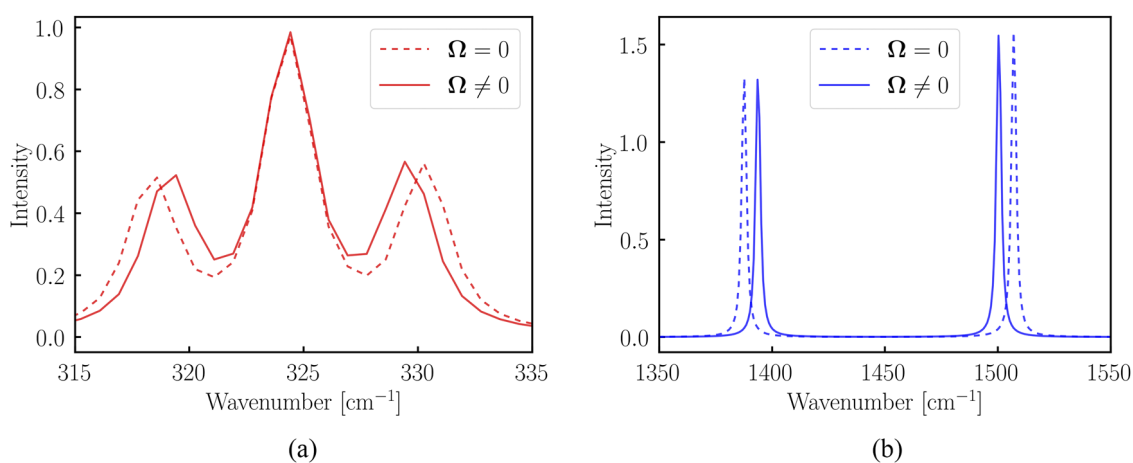 1.0
0.8
0.6
0.4
0.2
0.0
Intensity
315 320 325 330 335
Wavenumber [cm⁻¹]
Ω = 0
Ω ≠ 0
(a)
1.5
1.0
0.5
0.0
Intensity
1350 1400 1450 1500 1550
Wavenumber [cm⁻¹]
Ω = 0
Ω ≠ 0
(b)